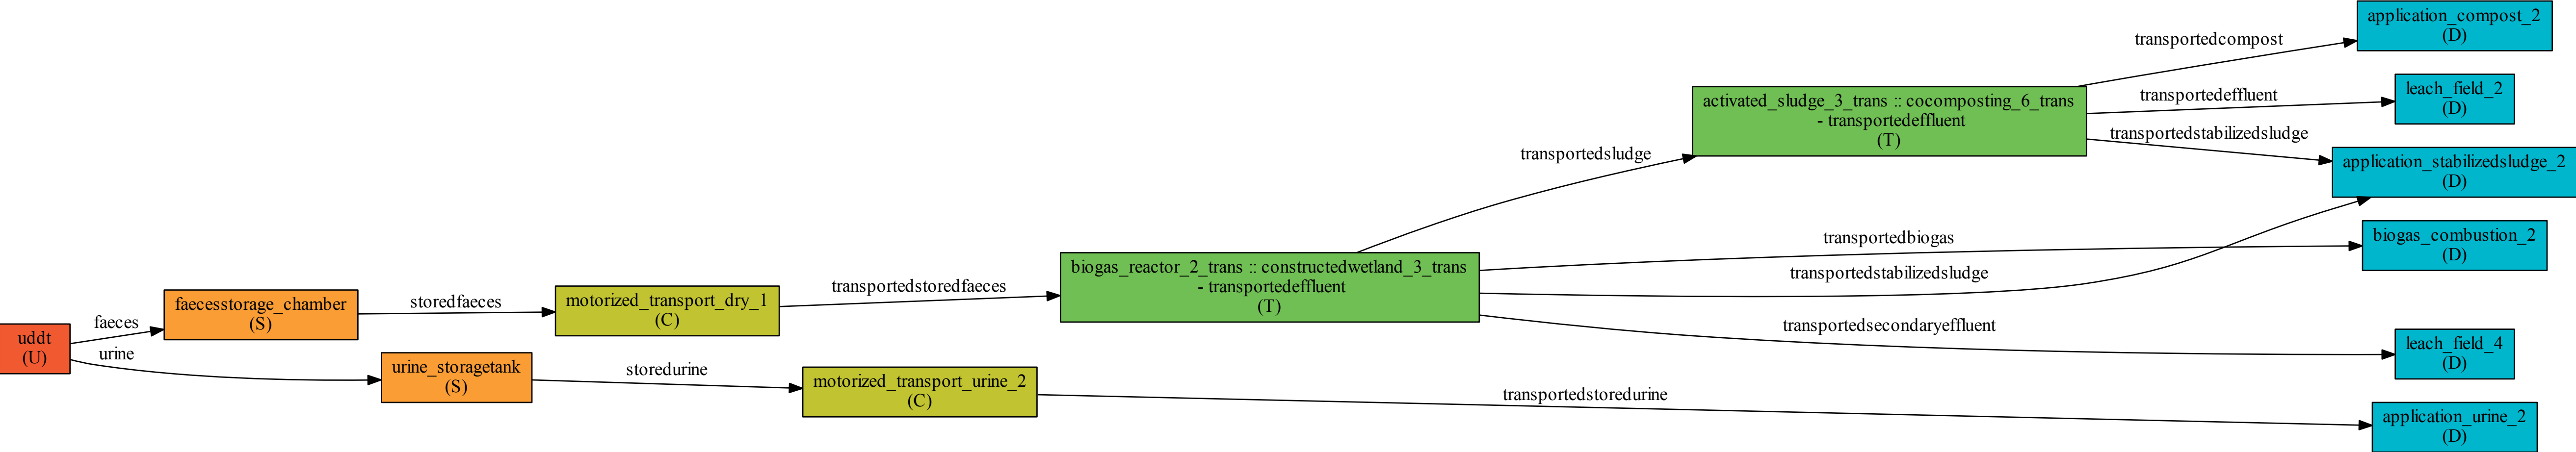 uddt
(U)
faeces
urine
faecesstorage_chamber
(S)
urine_storagetank
(S)
storedfaeces
storedurine
motorized_transport_dry_1
(C)
motorized_transport_urine_2
(C)
transportedstoredfaeces
biogas_reactor_2_trans :: constructedwetland_3_trans
- transportedeffluent
(T)
transportedsludge
activated_sludge_3_trans :: cocomposting_6_trans
- transportedeffluent
(T)
transportedbiogas
transportedstabilizedsludge
transportedsecondaryeffluent
transportedstoredurine
transportedcompost
transportedeffluent
transportedstabilizedsludge
application_compost_2
(D)
leach_field_2
(D)
application_stabilizedsludge_2
(D)
biogas_combustion_2
(D)
leach_field_4
(D)
application_urine_2
(D)